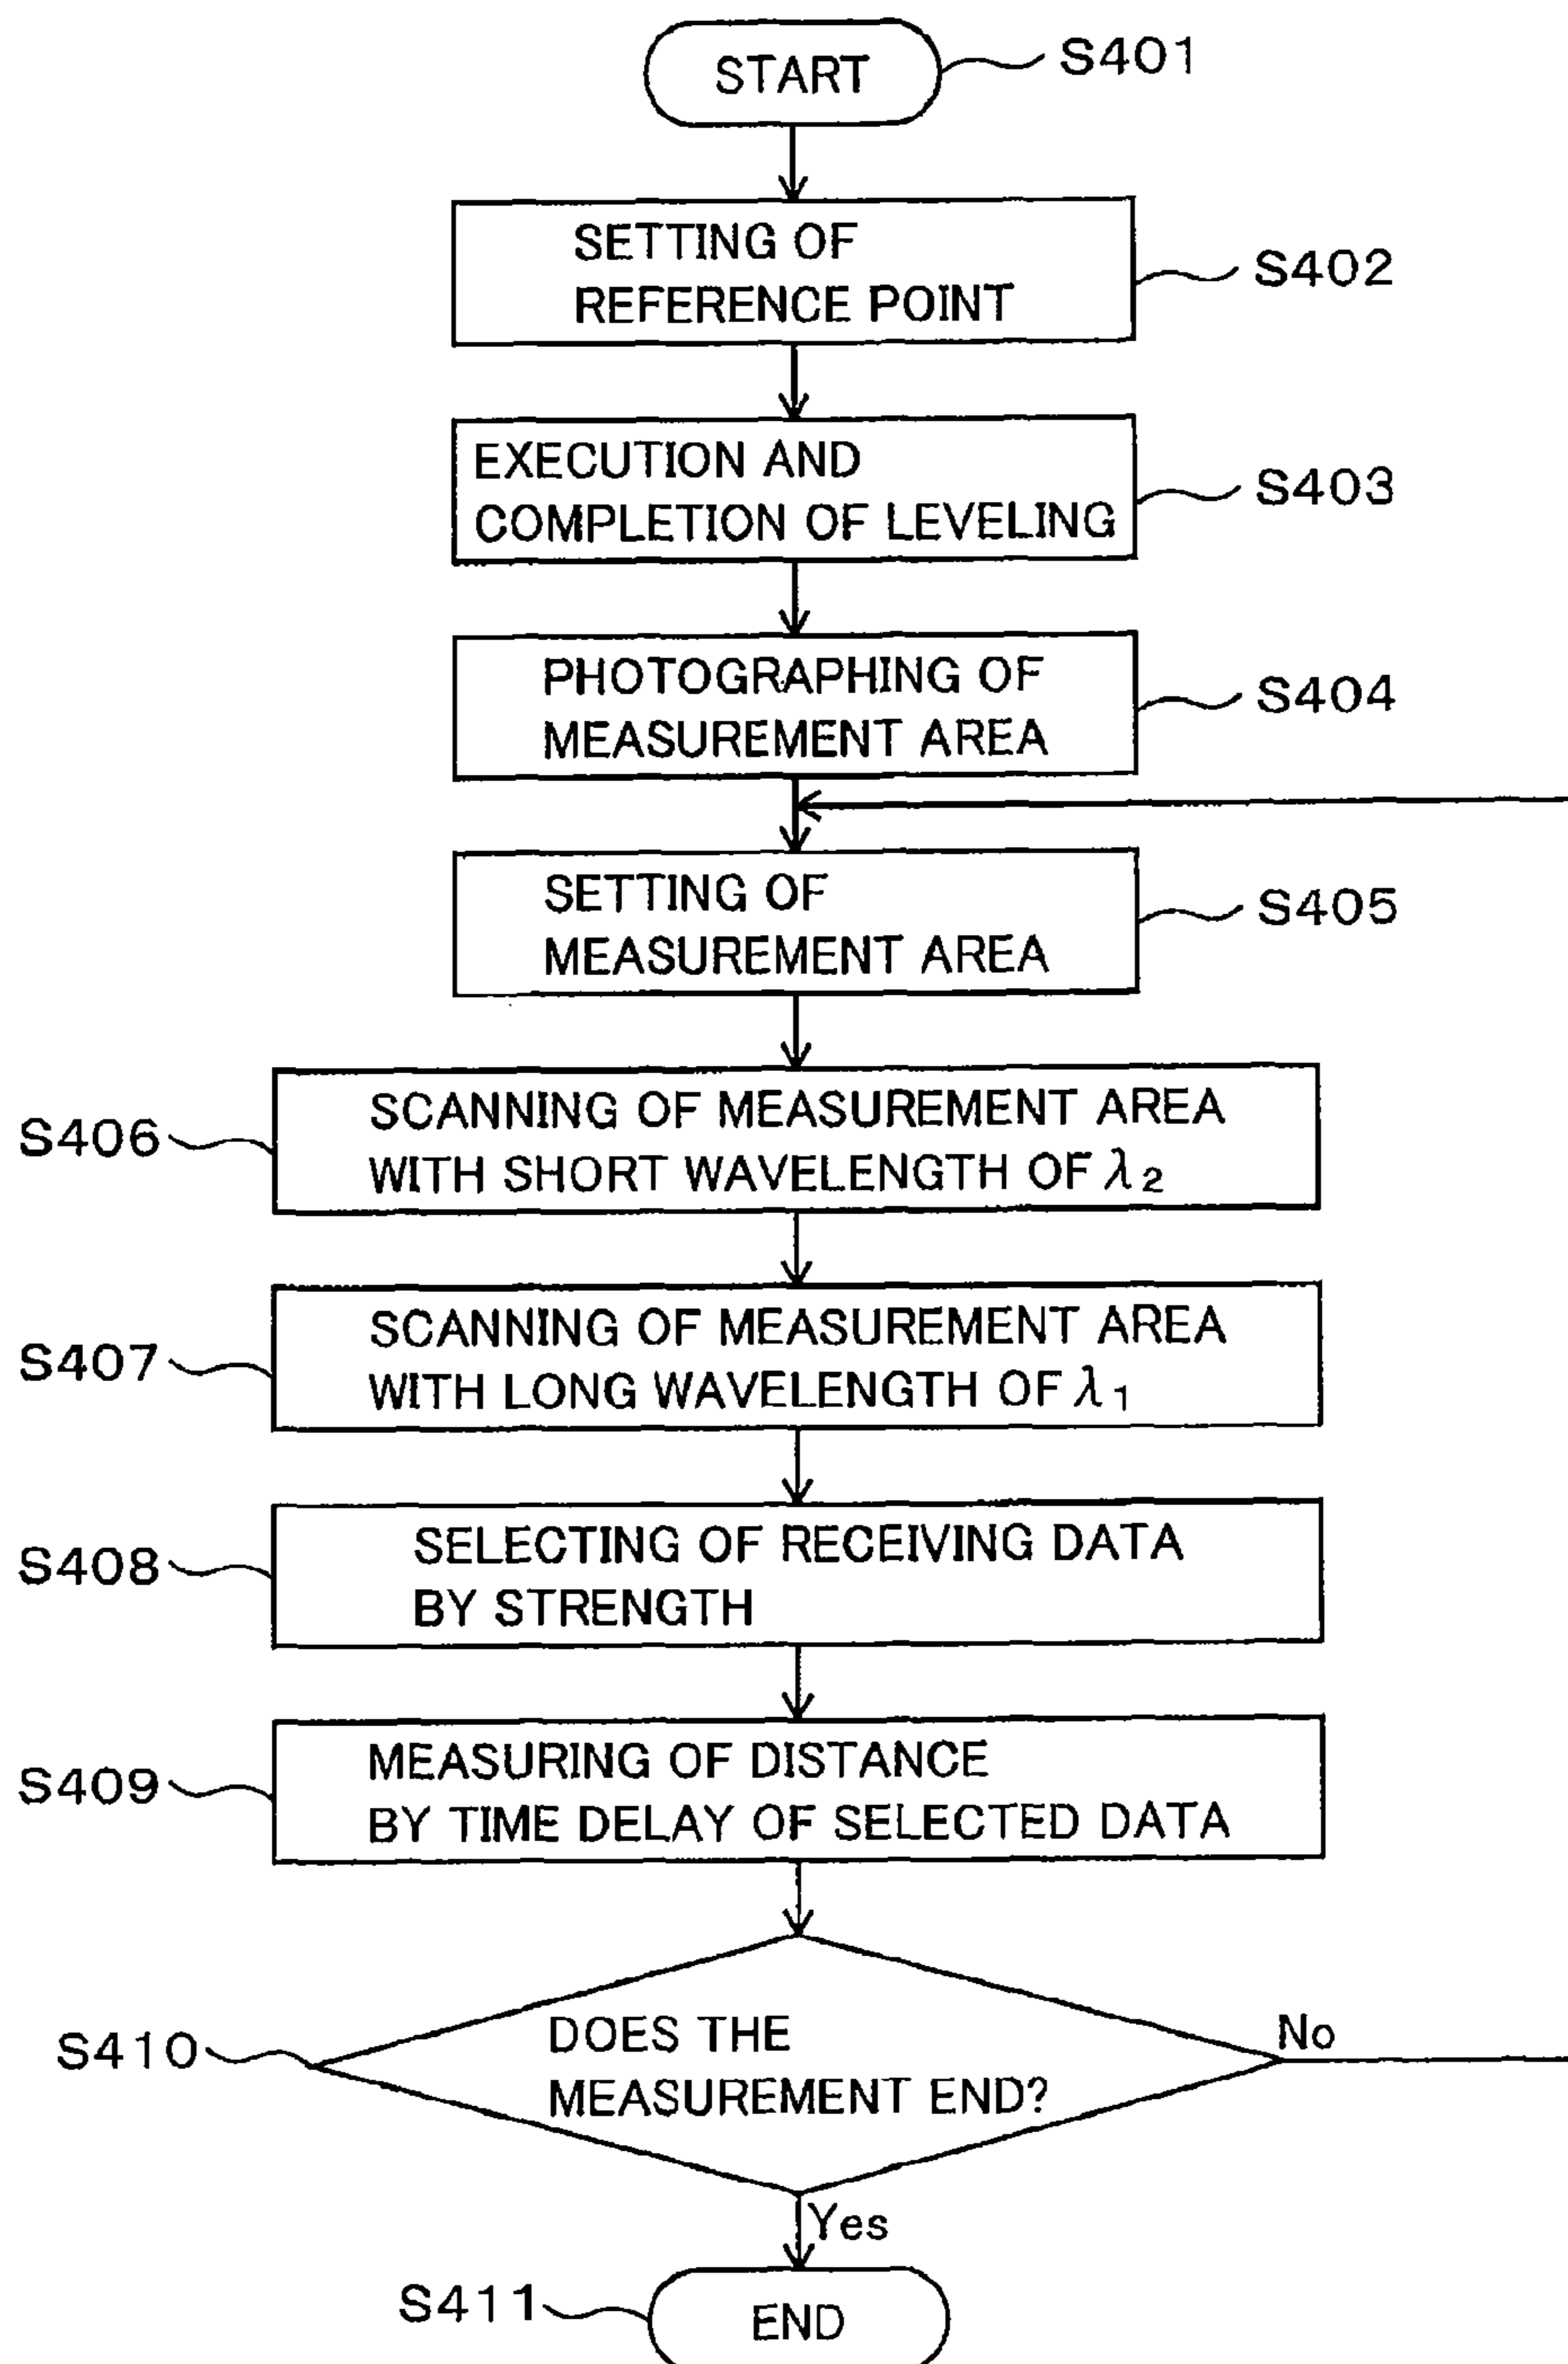 START
S401
SETTING OF
REFERENCE POINT
S402
EXECUTION AND
COMPLETION OF LEVELING
S403
PHOTOGRAPHING OF
MEASUREMENT AREA
S404
SETTING OF
MEASUREMENT AREA
S405
S406
SCANNING OF MEASUREMENT AREA
WITH SHORT WAVELENGTH OF λ2
S407
SCANNING OF MEASUREMENT AREA
WITH LONG WAVELENGTH OF λ1
S408
SELECTING OF RECEIVING DATA
BY STRENGTH
S409
MEASURING OF DISTANCE
BY TIME DELAY OF SELECTED DATA
S410
DOES THE
MEASUREMENT END?
No
Yes
S411
END